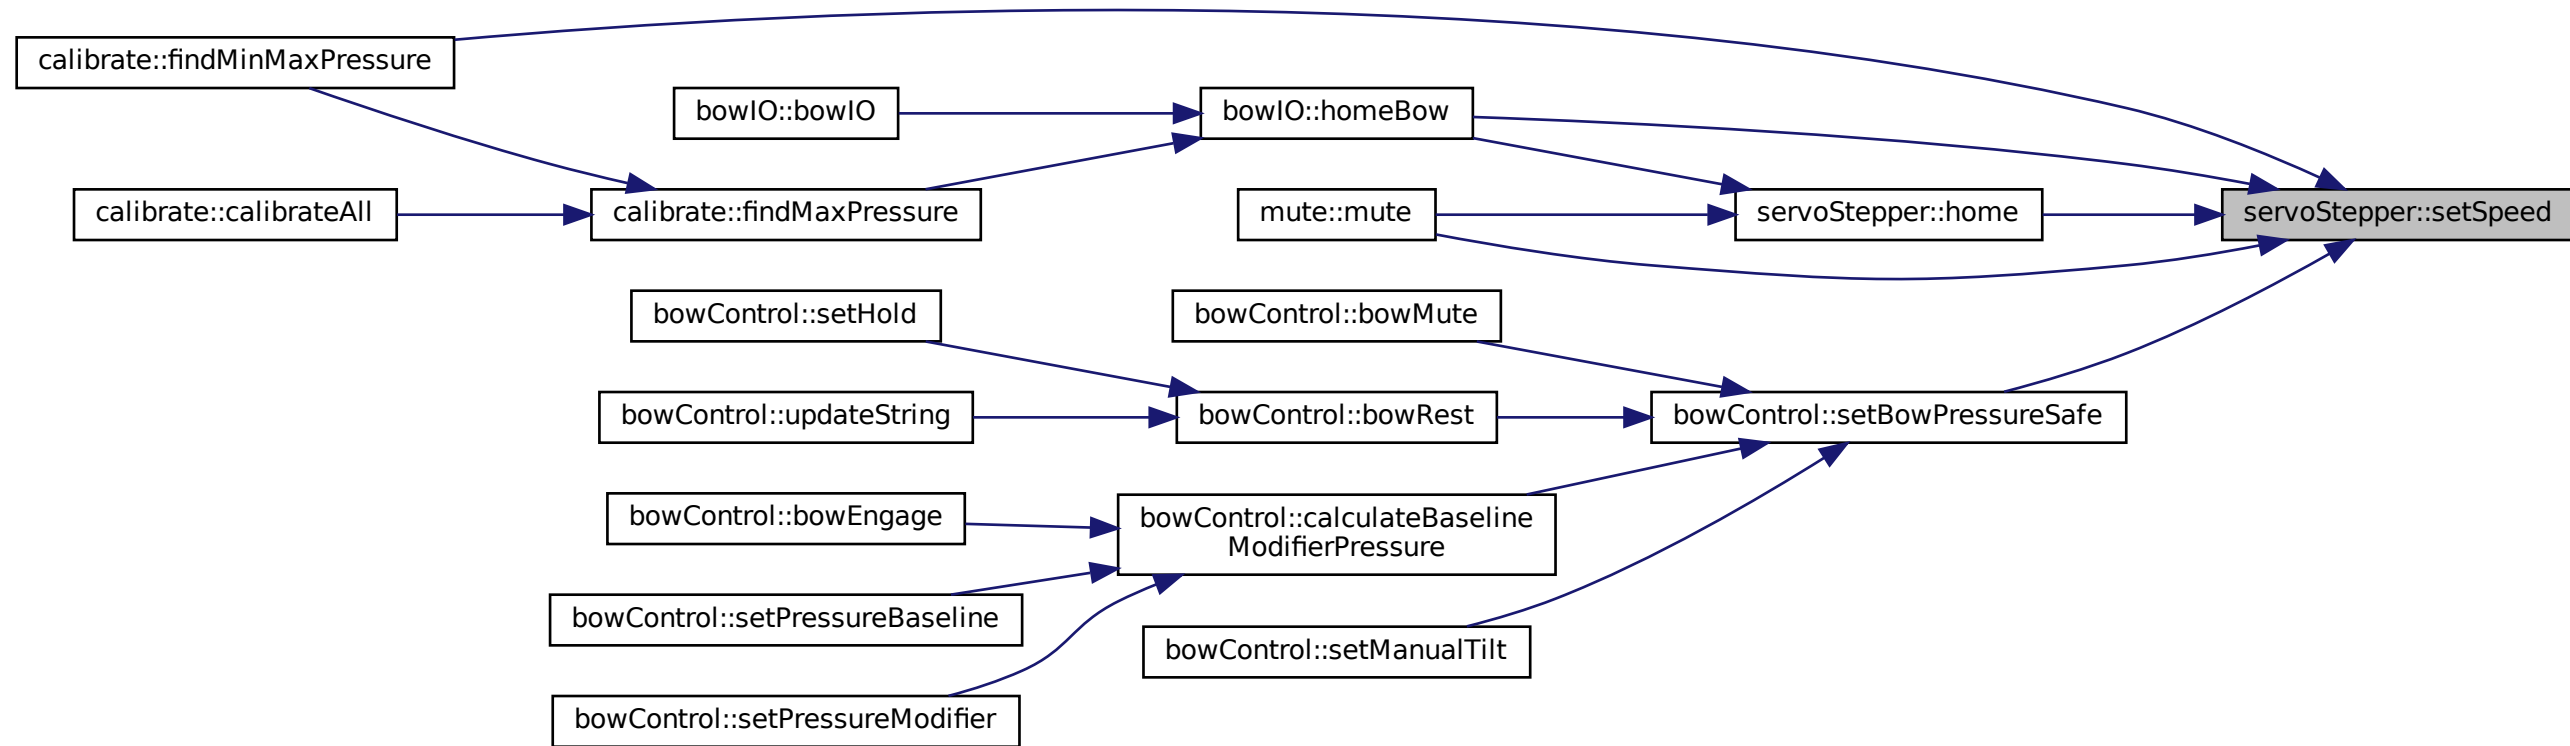 calibrate::findMinMaxPressure
bowIO::bowIO
bowIO::homeBow
calibrate::calibrateAll
calibrate::findMaxPressure
mute::mute
servoStepper::home
servoStepper::setSpeed
bowControl::setHold
bowControl::bowMute
bowControl::updateString
bowControl::bowRest
bowControl::setBowPressureSafe
bowControl::bowEngage
bowControl::calculateBaseline
ModifierPressure
bowControl::setPressureBaseline
bowControl::setManualTilt
bowControl::setPressureModifier